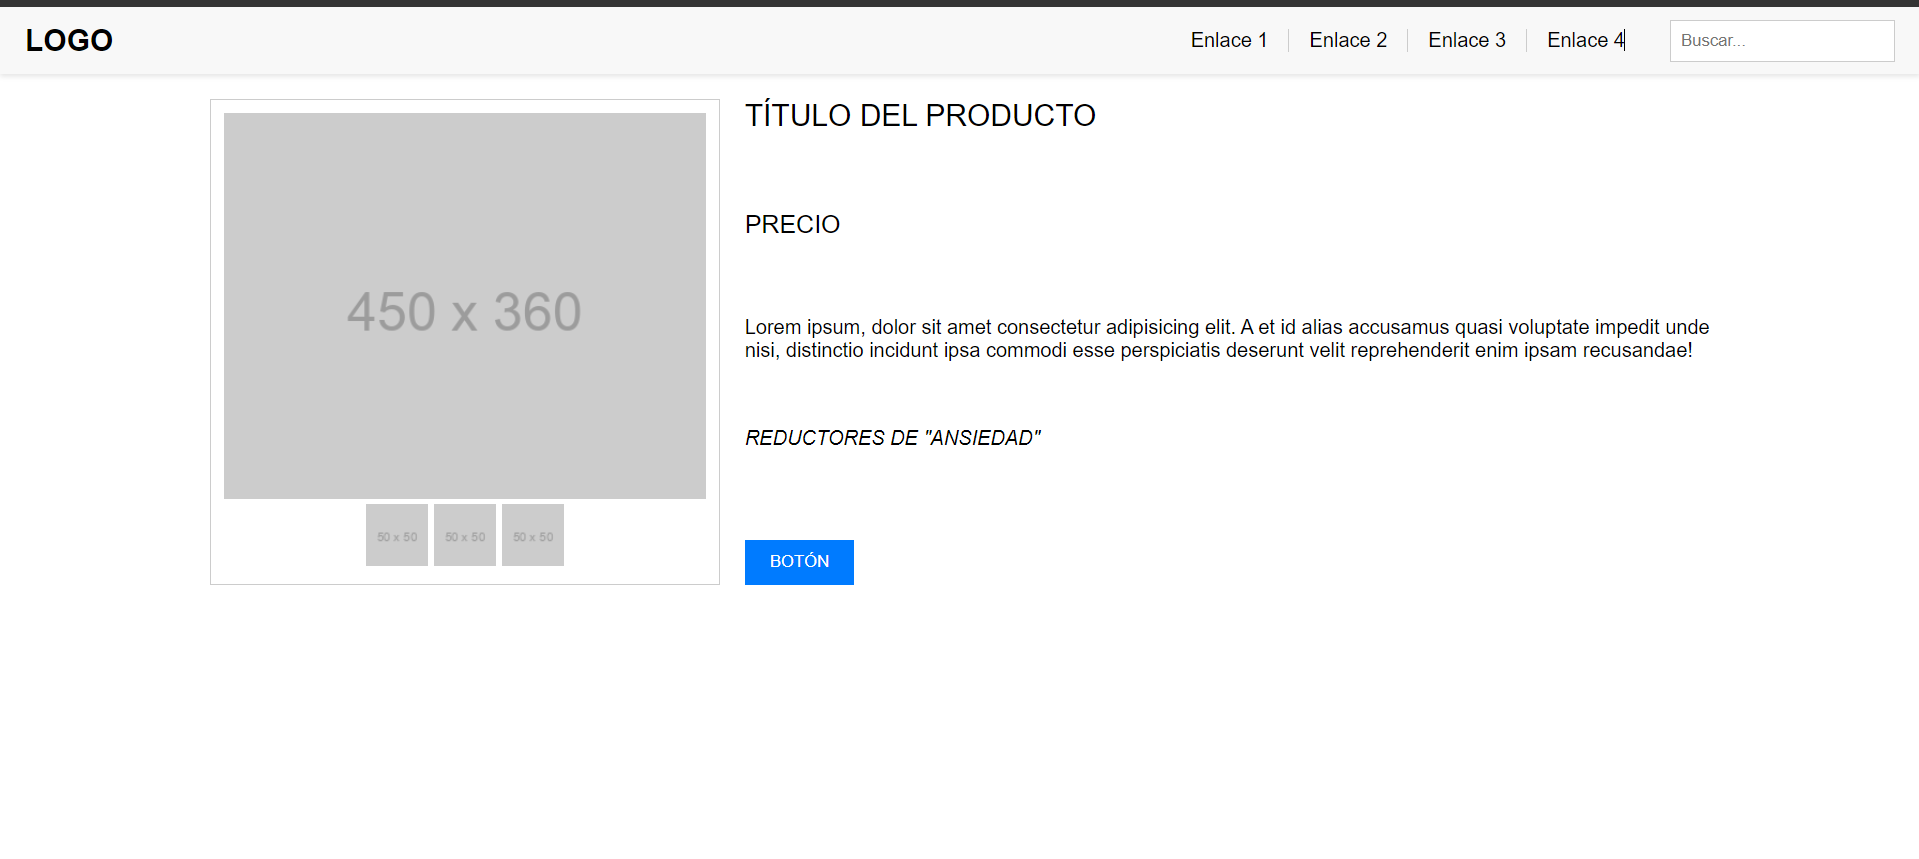 LOGO
Enlace 1
Enlace 2
Enlace 3
Enlace 4
Buscar...
TÍTULO DEL PRODUCTO
450 x 360
PRECIO
Lorem ipsum, dolor sit amet consectetur adipisicing elit. A et id alias accusamus quasi voluptate impedit unde
nisi, distinctio incidunt ipsa commodi esse perspiciatis deserunt velit reprehenderit enim ipsam recusandae!
REDUCTORES DE "ANSIEDAD"
50 x 50
50 x 50
50 x 50
BOTÓN